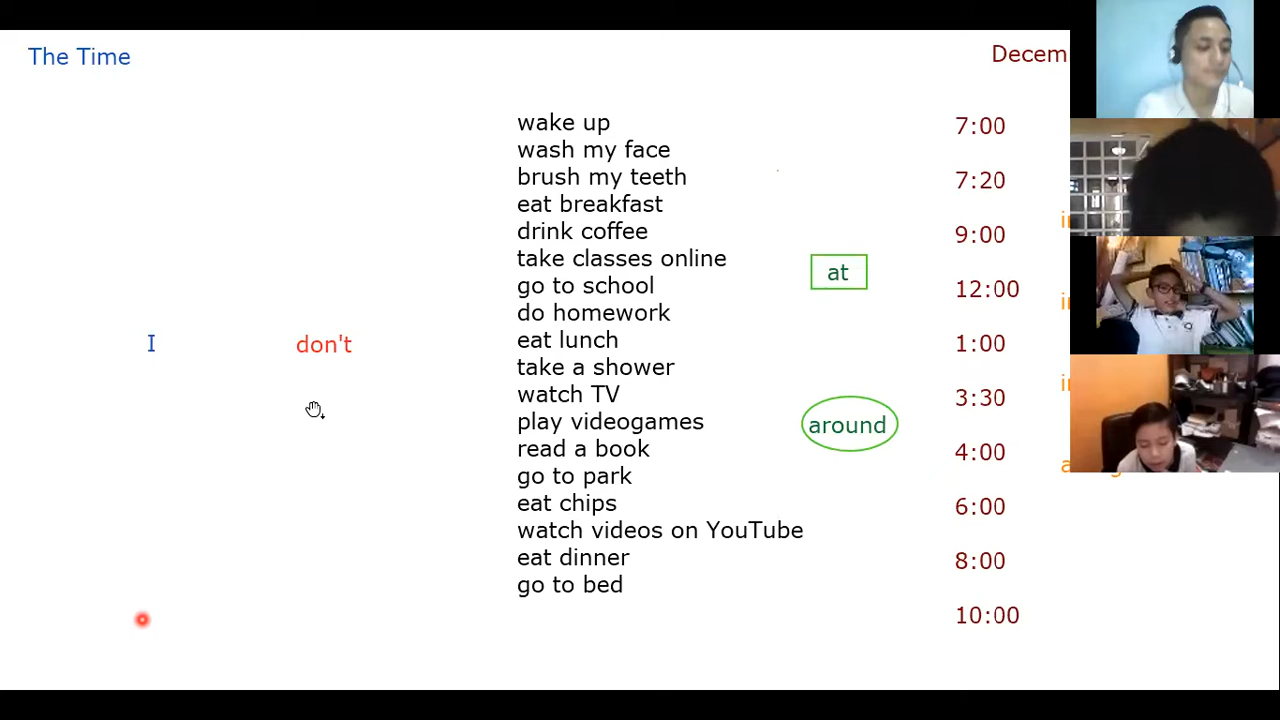 The Time
Decem
wake up
wash my face
brush my teeth
eat breakfast
drink coffee
take classes online
go to school
do homework
eat lunch
take a shower
watch TV
play videogames
read a book
go to park
eat chips
watch videos on YouTube
eat dinner
go to bed
I don't
at
around
7:00
7:20
9:00
12:00
1:00
3:30
4:00
6:00
8:00
10:00